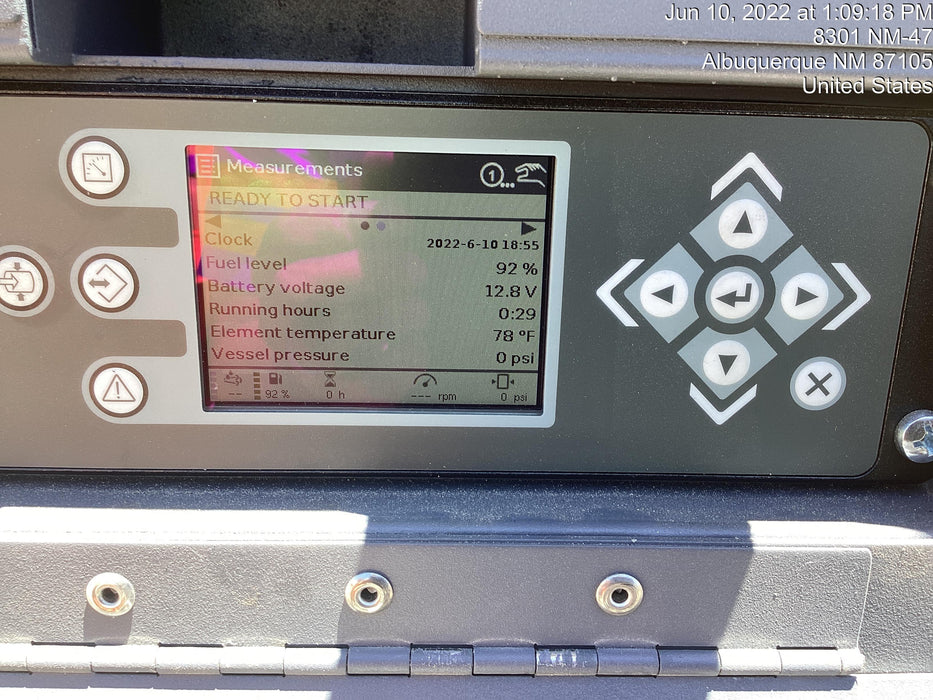 Jun 10, 2022 at 1:09:18 PM
8301 NM-47
Albuquerque NM 87105
United States
Measurements
1...
READY TO START
Clock 2022-6-10 18:55
Fuel level 92 %
Battery voltage 12.8 V
Running hours 0:29
Element temperature 78 °F
Vessel pressure 0 psi
-- 92 % 0 h --- rpm 0 psi